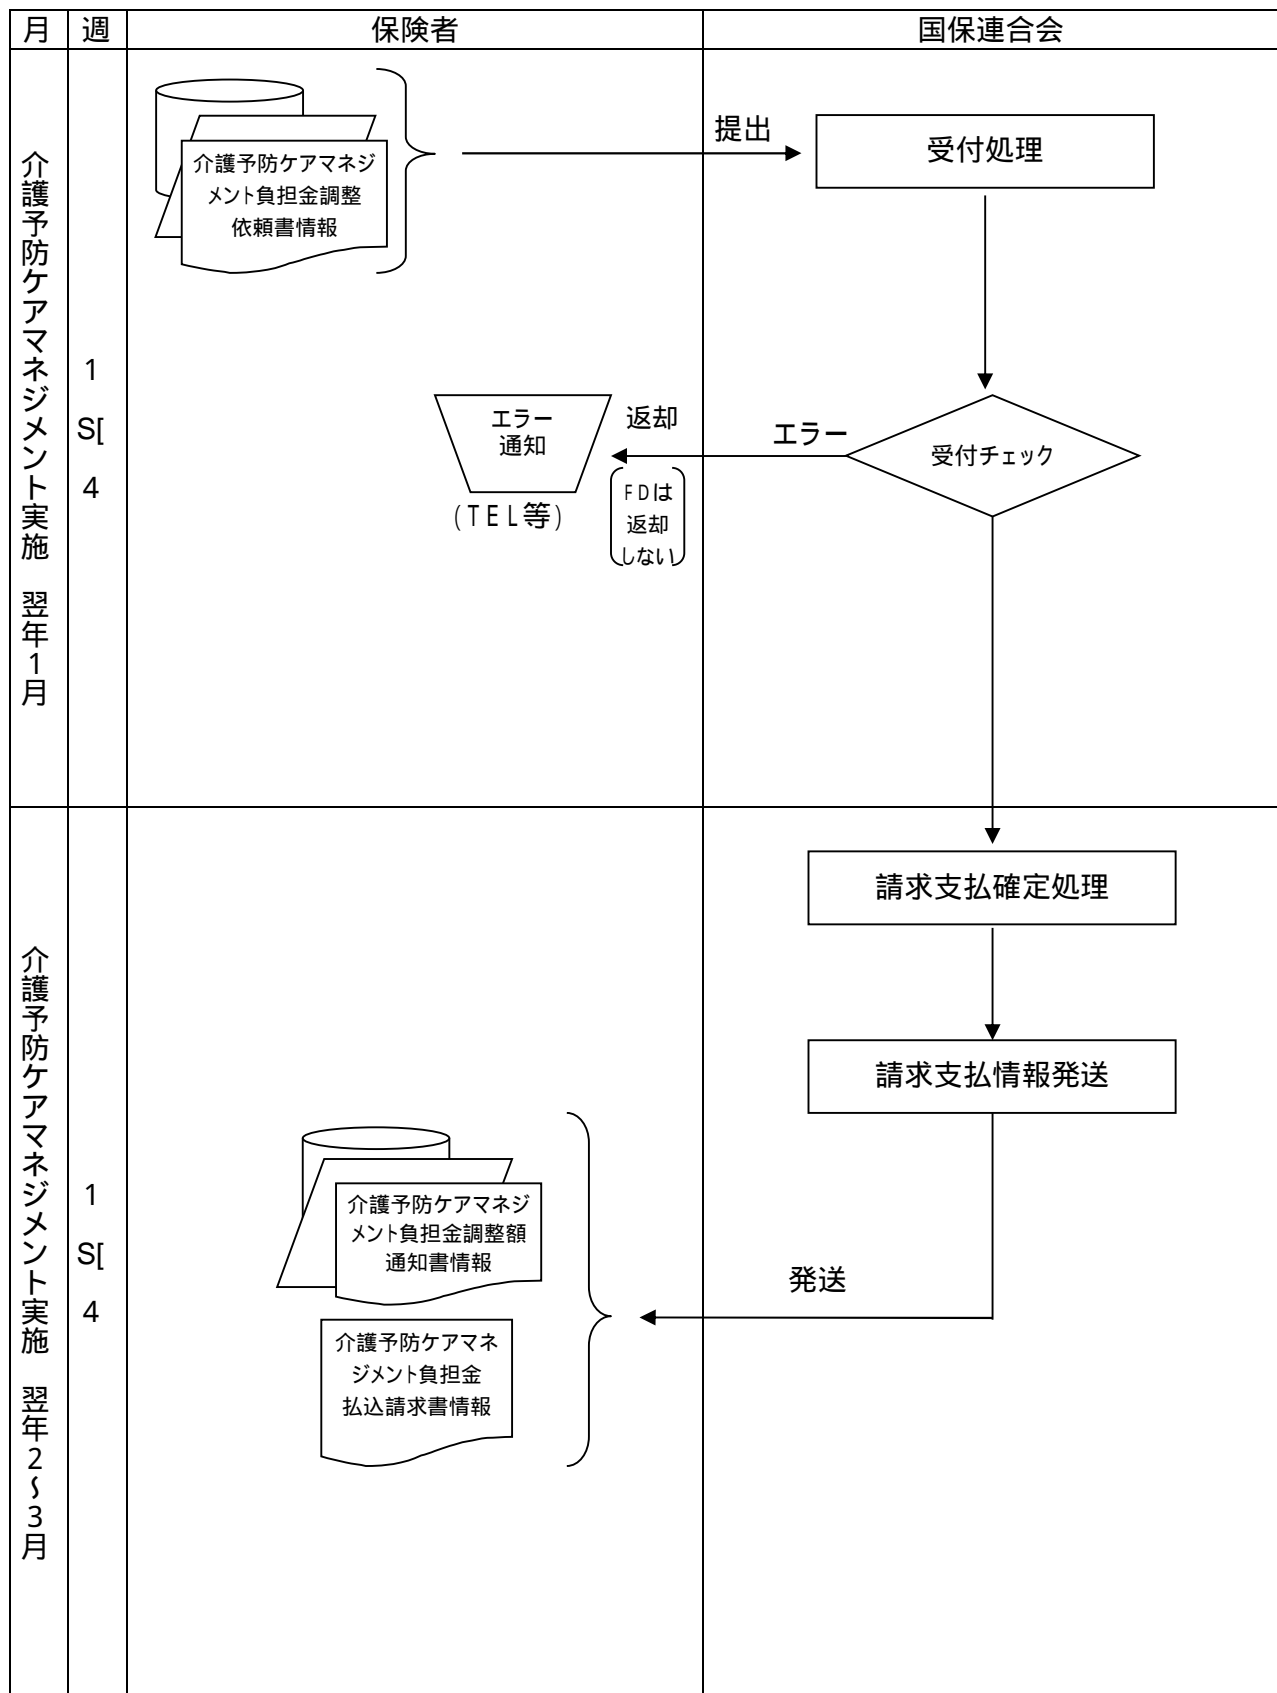 月
週
保険者
国保連合会
介護予防ケアマネジメント実施 翌年1月
1
S[
4
介護予防ケアマネジ
メント負担金調整
依頼書情報
提出
受付処理
エラー
通知
(TEL等)
返却
FDは
返却
しない
エラー
受付チェック
介護予防ケアマネジメント実施 翌年2~3月
1
S[
4
請求支払確定処理
請求支払情報発送
介護予防ケアマネジ
メント負担金調整額
通知書情報
介護予防ケアマネ
ジメント負担金
払込請求書情報
発送